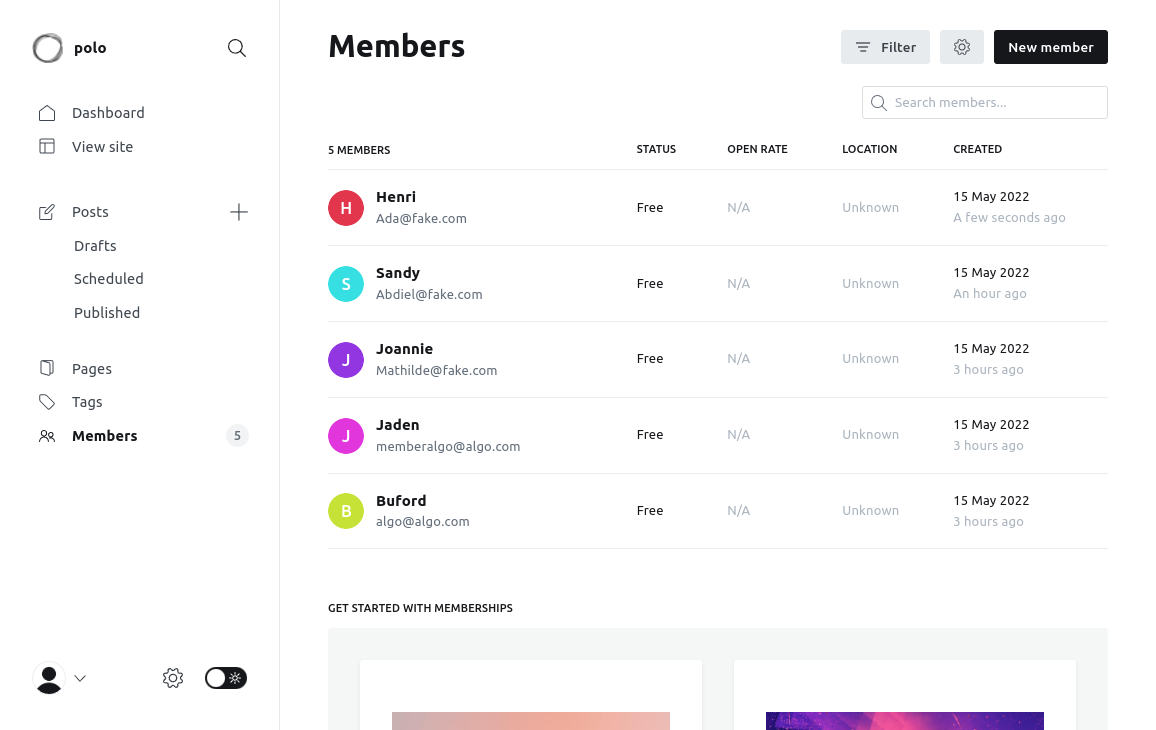 polo
Dashboard
View site
Posts
Drafts
Scheduled
Published
Pages
Tags
Members 5
Members
Filter
New member
Search members...
5 MEMBERS STATUS OPEN RATE LOCATION CREATED
H Henri Ada@fake.com Free N/A Unknown 15 May 2022 A few seconds ago
S Sandy Abdiel@fake.com Free N/A Unknown 15 May 2022 An hour ago
J Joannie Mathilde@fake.com Free N/A Unknown 15 May 2022 3 hours ago
J Jaden memberalgo@algo.com Free N/A Unknown 15 May 2022 3 hours ago
B Buford algo@algo.com Free N/A Unknown 15 May 2022 3 hours ago
GET STARTED WITH MEMBERSHIPS